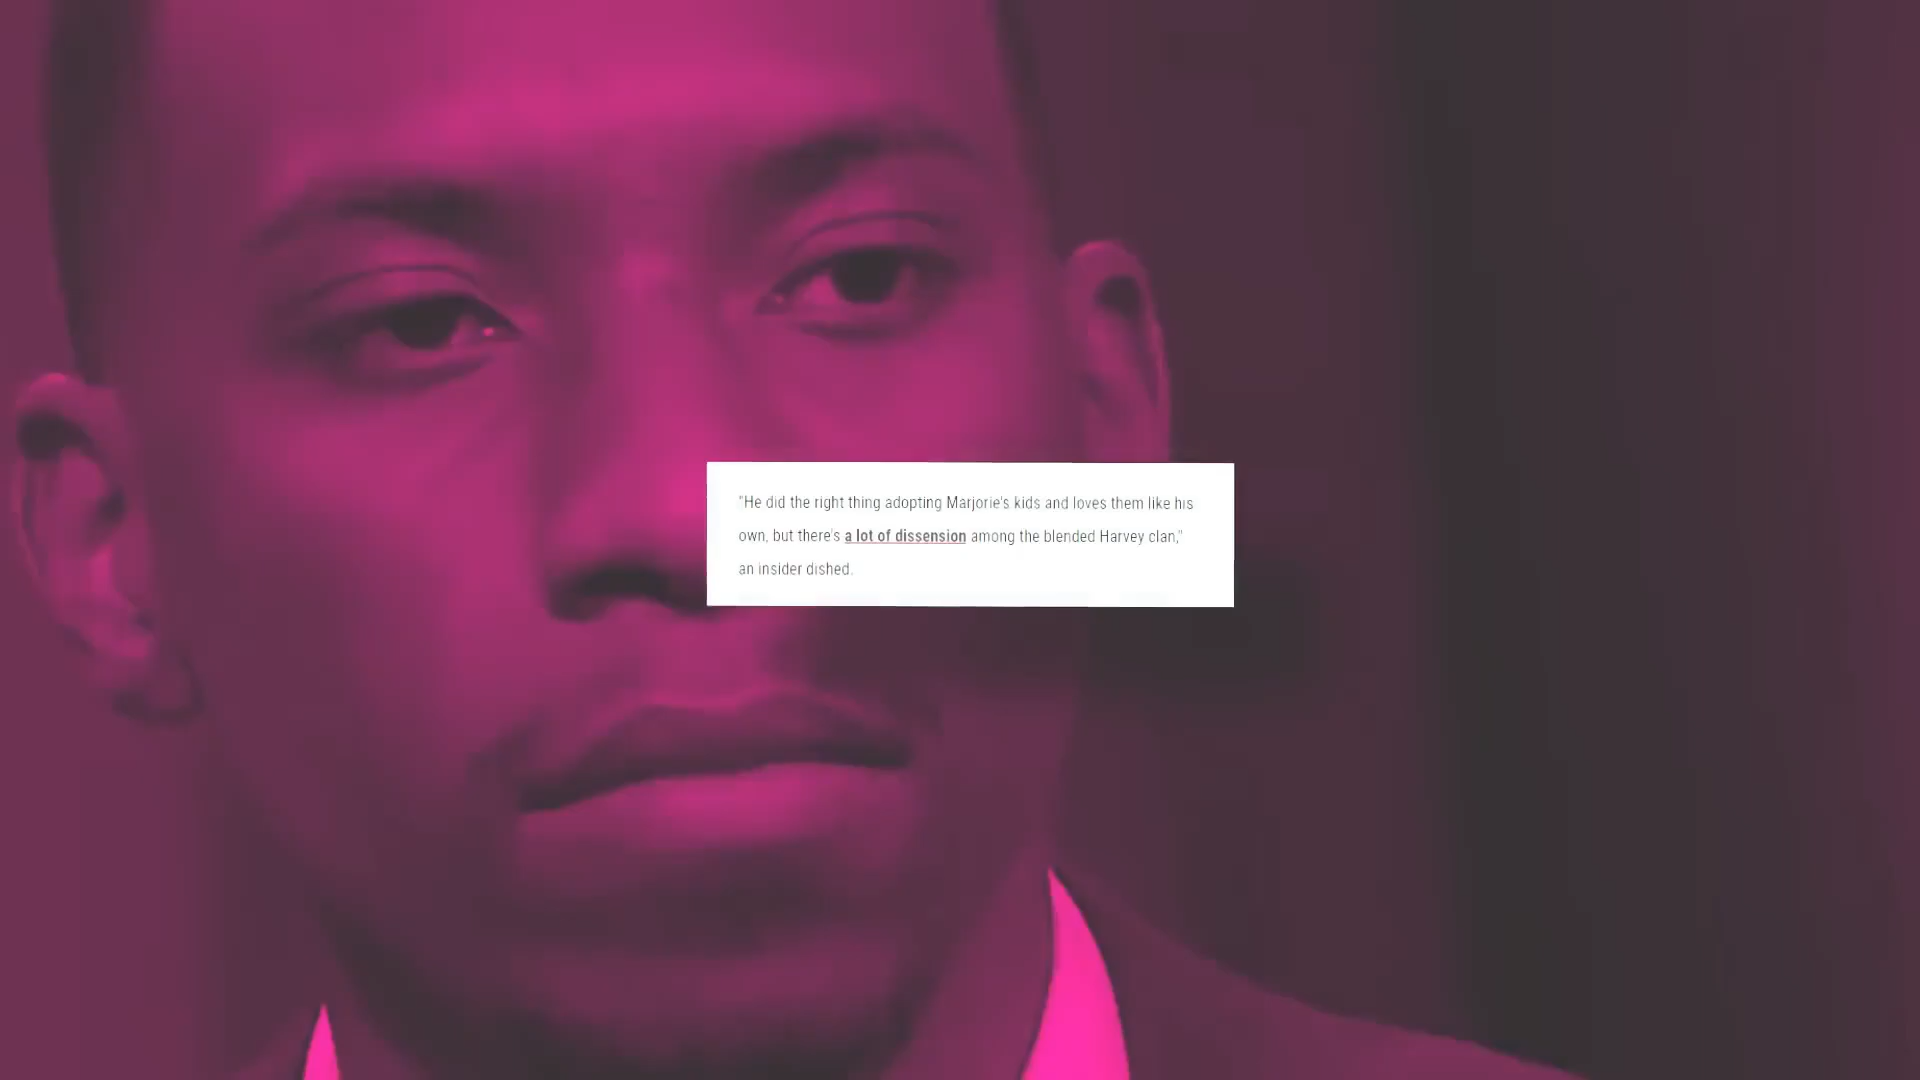 "He did the right thing adopting Marjorie's kids and loves them like his
own, but there's a lot of dissension among the blended Harvey clan,"
an insider dished.